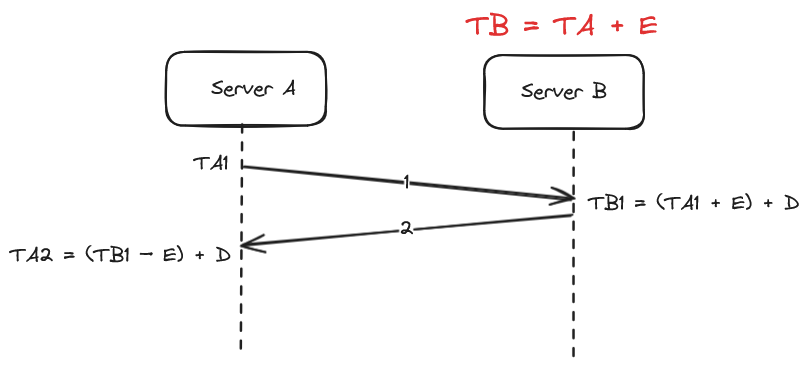 TB = TA + E
Server A
Server B
TA1
1
TB1 = (TA1 + E) + D
2
TA2 = (TB1 - E) + D